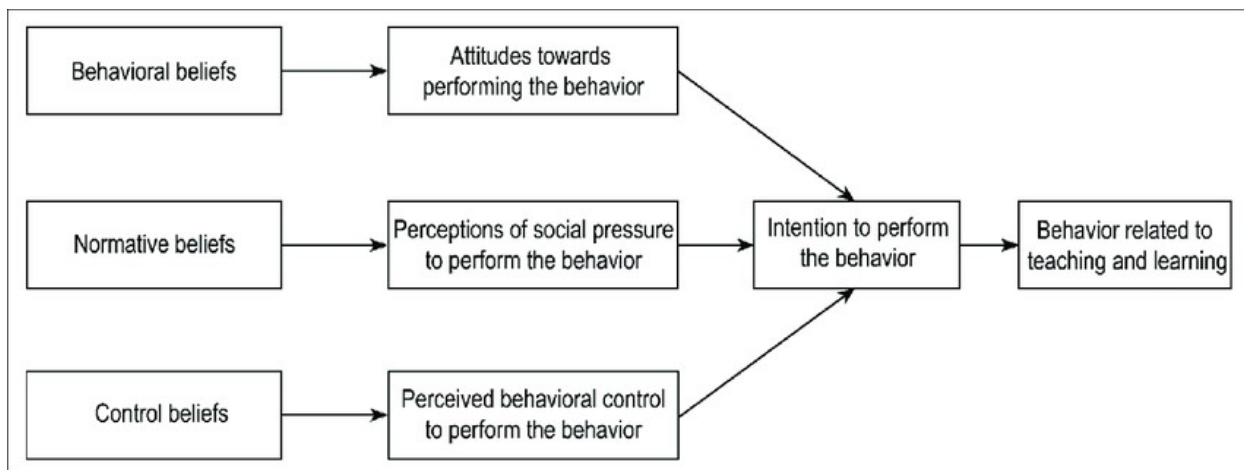 Behavioral beliefs
Attitudes towards
performing the behavior
Normative beliefs
Perceptions of social pressure
to perform the behavior
Intention to perform
the behavior
Behavior related to
teaching and learning
Control beliefs
Perceived behavioral control
to perform the behavior